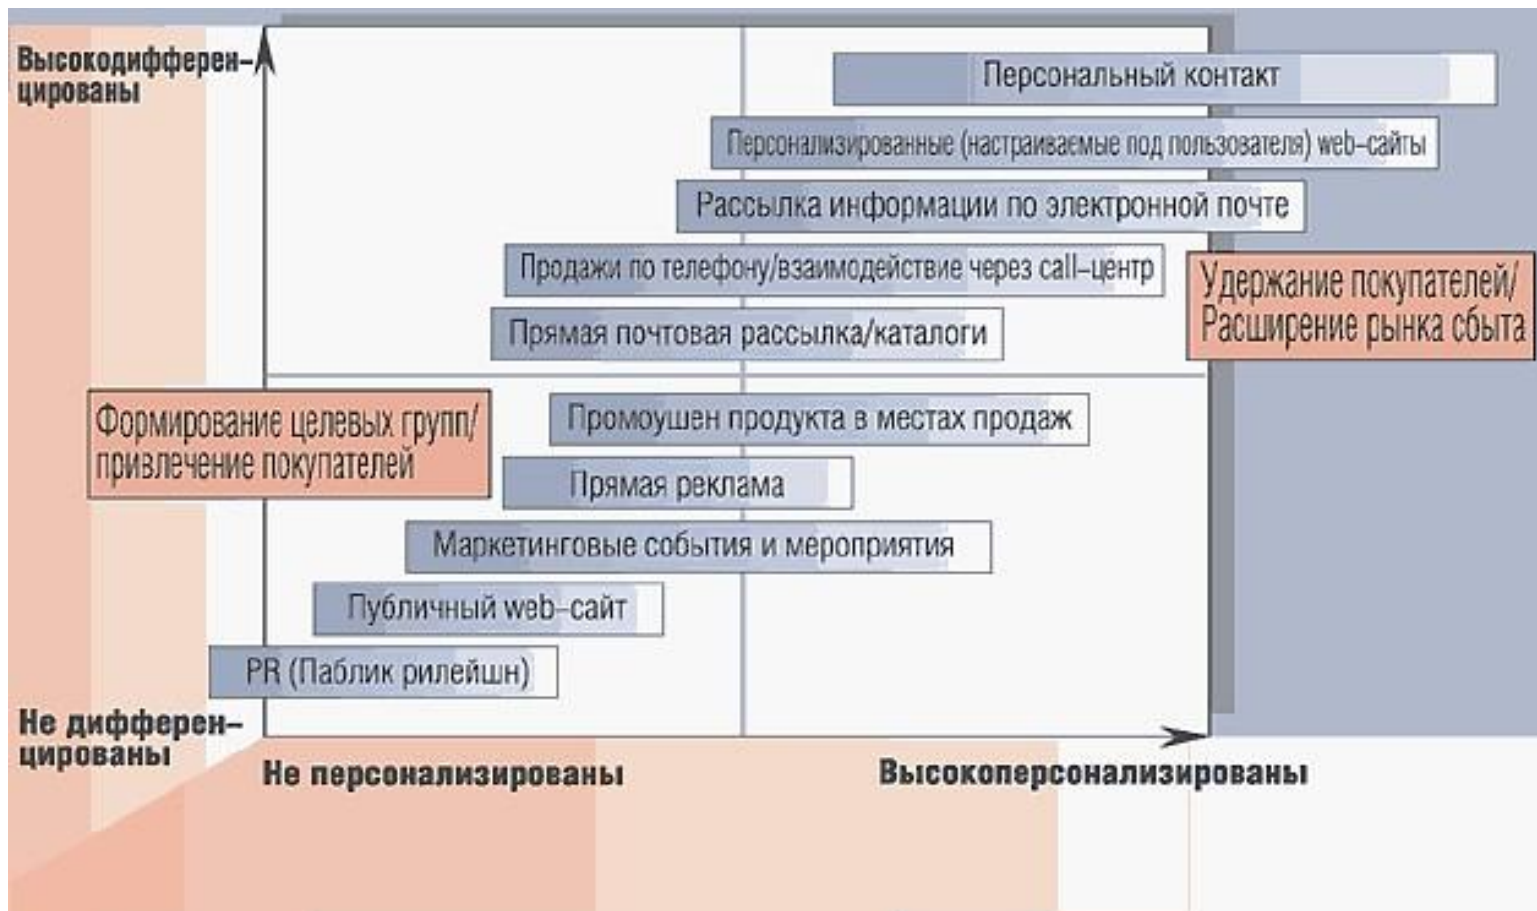 Высокодифферен–
цированы
Персональный контакт
Персонализированные (настраиваемые под пользователя) web–сайты
Рассылка информации по электронной почте
Продажи по телефону/взаимодействие через call–центр
Удержание покупателей/
Расширение рынка сбыта
Прямая почтовая рассылка/каталоги
Формирование целевых групп/
привлечение покупателей
Промоушен продукта в местах продаж
Прямая реклама
Маркетинговые события и мероприятия
Публичный web–сайт
PR (Паблик рилейшн)
Не дифферен–
цированы
Не персонализированы
Высокоперсонализированы